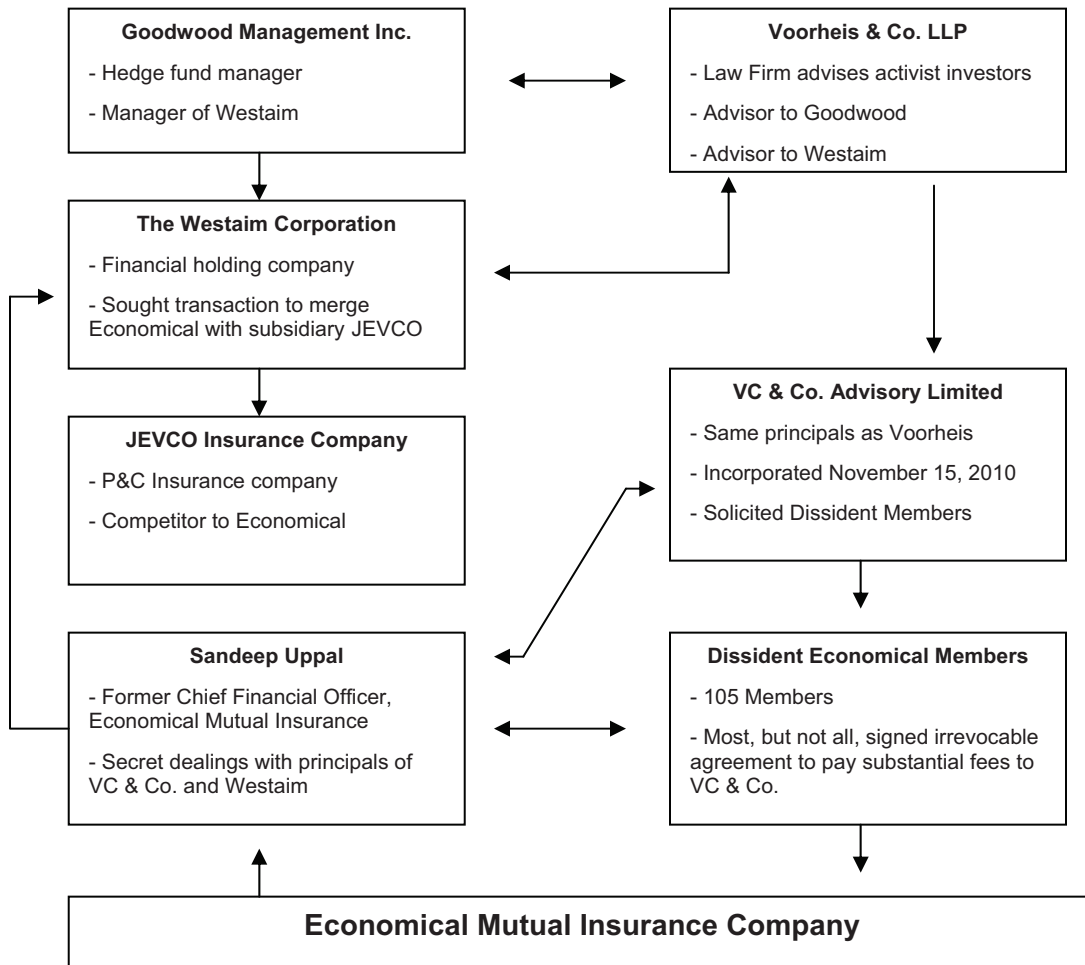 Goodwood Management Inc.
- Hedge fund manager
- Manager of Westaim
Voorheis & Co. LLP
- Law Firm advises activist investors
- Advisor to Goodwood
- Advisor to Westaim
The Westaim Corporation
- Financial holding company
- Sought transaction to merge
Economical with subsidiary JEVCO
VC & Co. Advisory Limited
- Same principals as Voorheis
- Incorporated November 15, 2010
- Solicited Dissident Members
JEVCO Insurance Company
- P&C Insurance company
- Competitor to Economical
Sandeep Uppal
- Former Chief Financial Officer,
Economical Mutual Insurance
- Secret dealings with principals of
VC & Co. and Westaim
Dissident Economical Members
- 105 Members
- Most, but not all, signed irrevocable
agreement to pay substantial fees to
VC & Co.
Economical Mutual Insurance Company